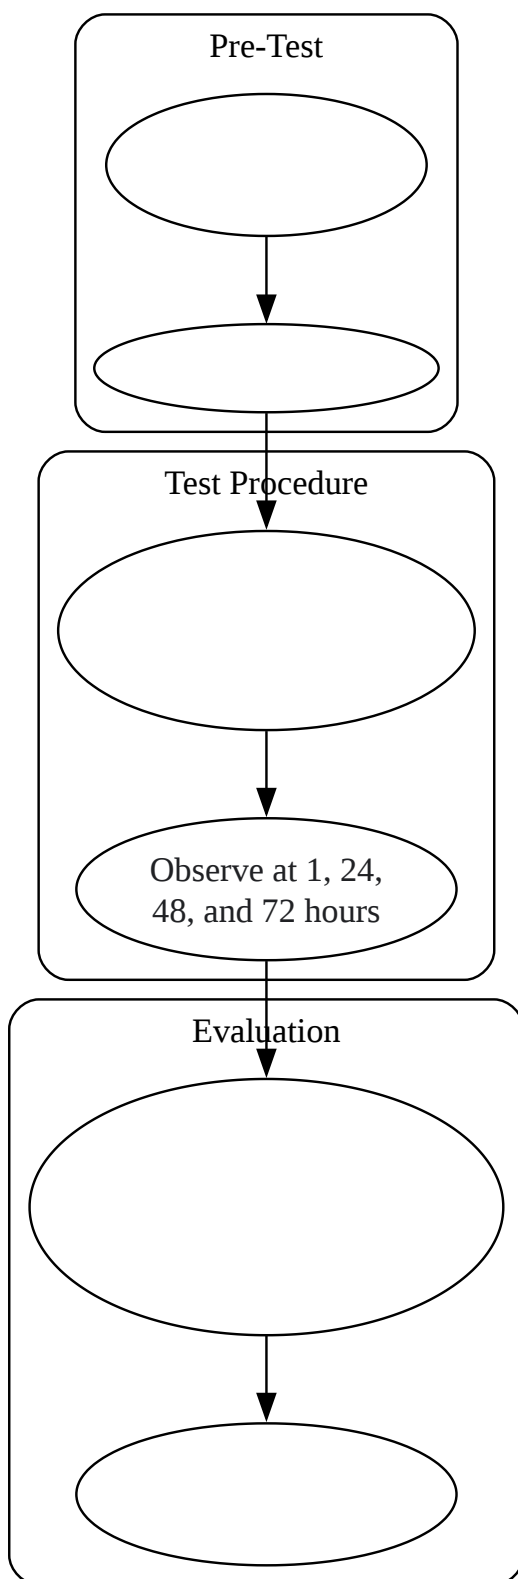 Pre-Test
Test Procedure
Observe at 1, 24,
48, and 72 hours
Evaluation